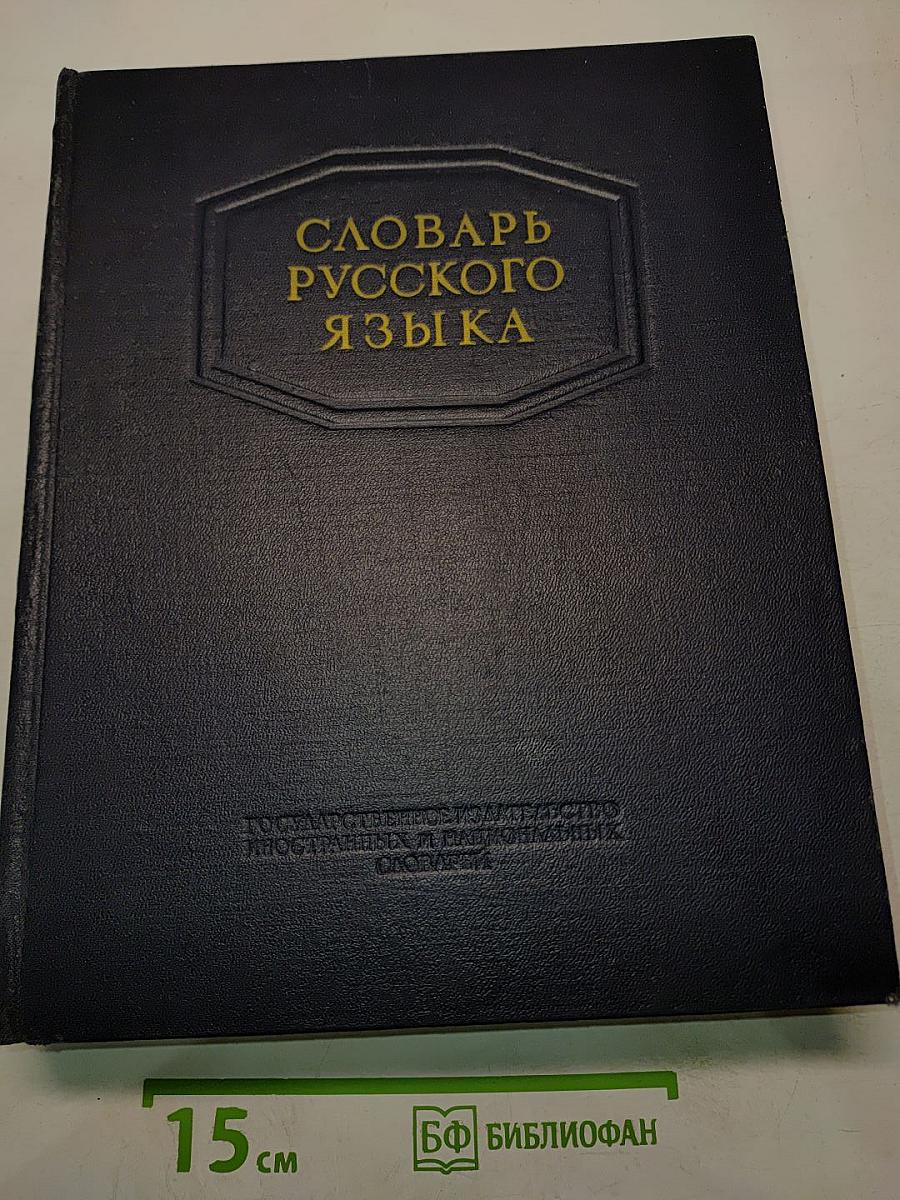 СЛОВАРЬ
РУССКОГО
ЯЗЫКА
ГОСУДАРСТВЕННОЕ ИЗДАТЕЛЬСТВО
ИНОСТРАННЫХ И НАЦИОНАЛЬНЫХ
СЛОВАРЕЙ
15 см
БФ БИБЛИОФАН